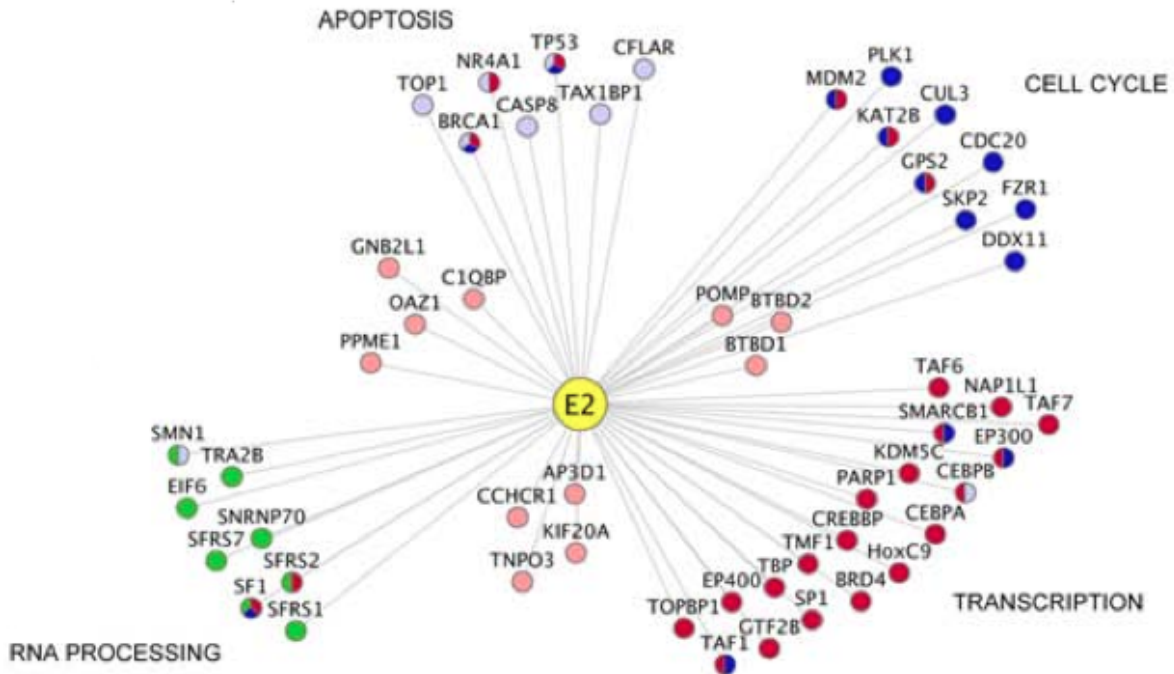 APOPTOSIS
TP53
CFLAR
NR4A1
TOP1
CASP8
TAX1BP1
BRCA1
PLK1
MDM2
CELL CYCLE
CUL3
KAT2B
CDC20
GPS2
FZR1
SKP2
DDX11
GNB2L1
C1QBP
OAZ1
PPME1
POMP
BTBD2
BTBD1
E2
TAF6
NAP1L1
TAF7
SMARCB1
EP300
KDM5C
CEBPB
PARP1
CEBPA
CREBBP
HoxC9
TMF1
BRD4
TBP
SP1
EP400
TOPBP1
GTF2B
TAF1
TRANSCRIPTION
SMN1
TRA2B
EIF6
SNRNP70
SFRS7
SFRS2
SF1
SFRS1
RNA PROCESSING
AP3D1
CCHCR1
KIF20A
TNPO3